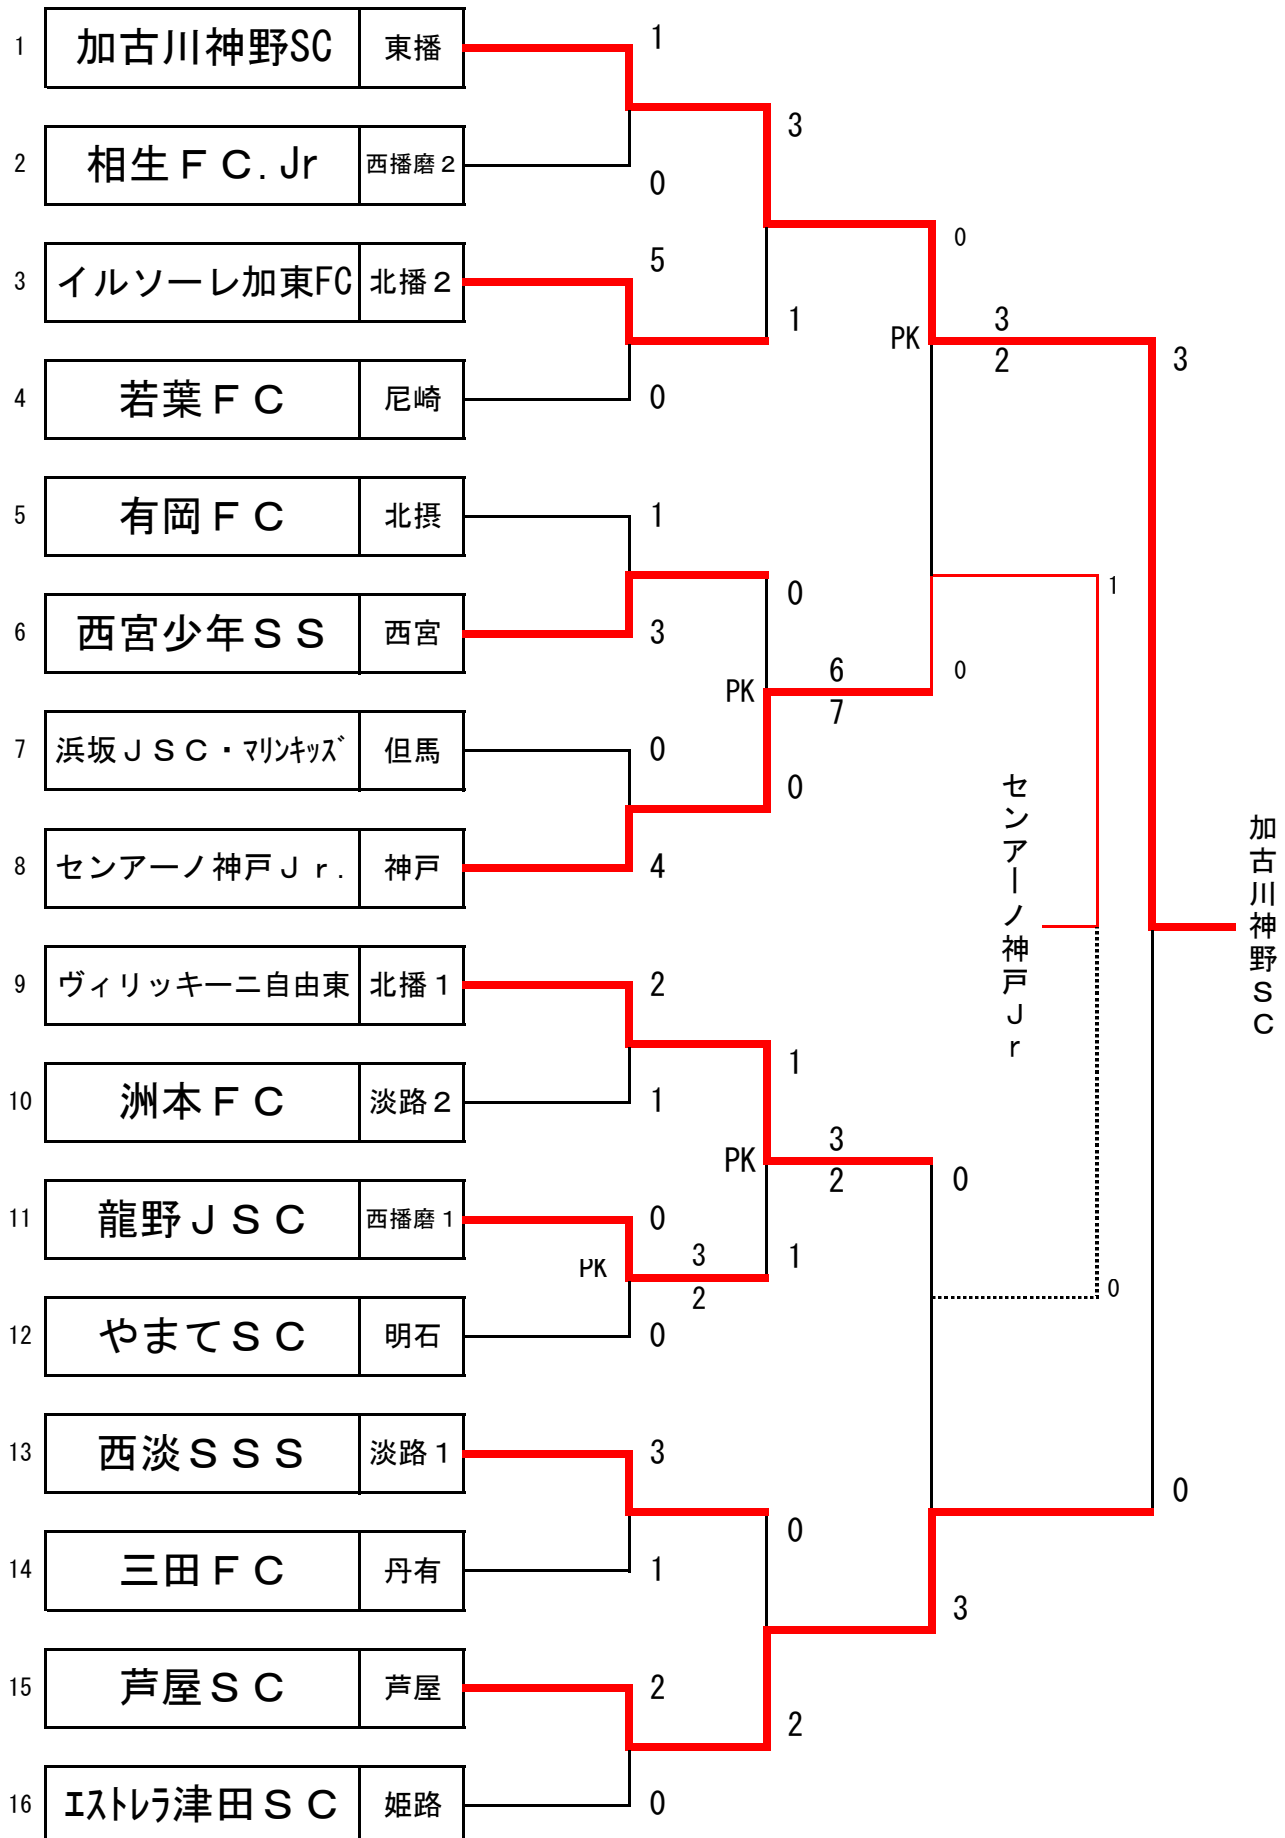 1 加古川神野SC 東播 1
3
2 相生ＦＣ.Jr 西播磨２ 0
0
3 イルソーレ加東FC 北播２ 5
1
PK 3
2
3
4 若葉ＦＣ 尼崎 0
5 有岡ＦＣ 北摂 1
0
1
6 西宮少年ＳＳ 西宮 3
PK 6
7
0
7 浜坂ＪＳＣ・マリンキッズ 但馬 0
0
8 センアーノ神戸Ｊｒ. 神戸 4
センアーノ神戸Ｊｒ
加古川神野ＳＣ
9 ヴィリッキーニ自由東 北播１ 2
1
10 洲本ＦＣ 淡路２ 1
PK 3
2
0
11 龍野ＪＳＣ 西播磨１ 0
PK 3
2
1
0
12 やまてＳＣ 明石 0
13 西淡ＳＳＳ 淡路１ 3
0
0
14 三田ＦＣ 丹有 1
3
15 芦屋ＳＣ 芦屋 2
2
16 エストレラ津田ＳＣ 姫路 0